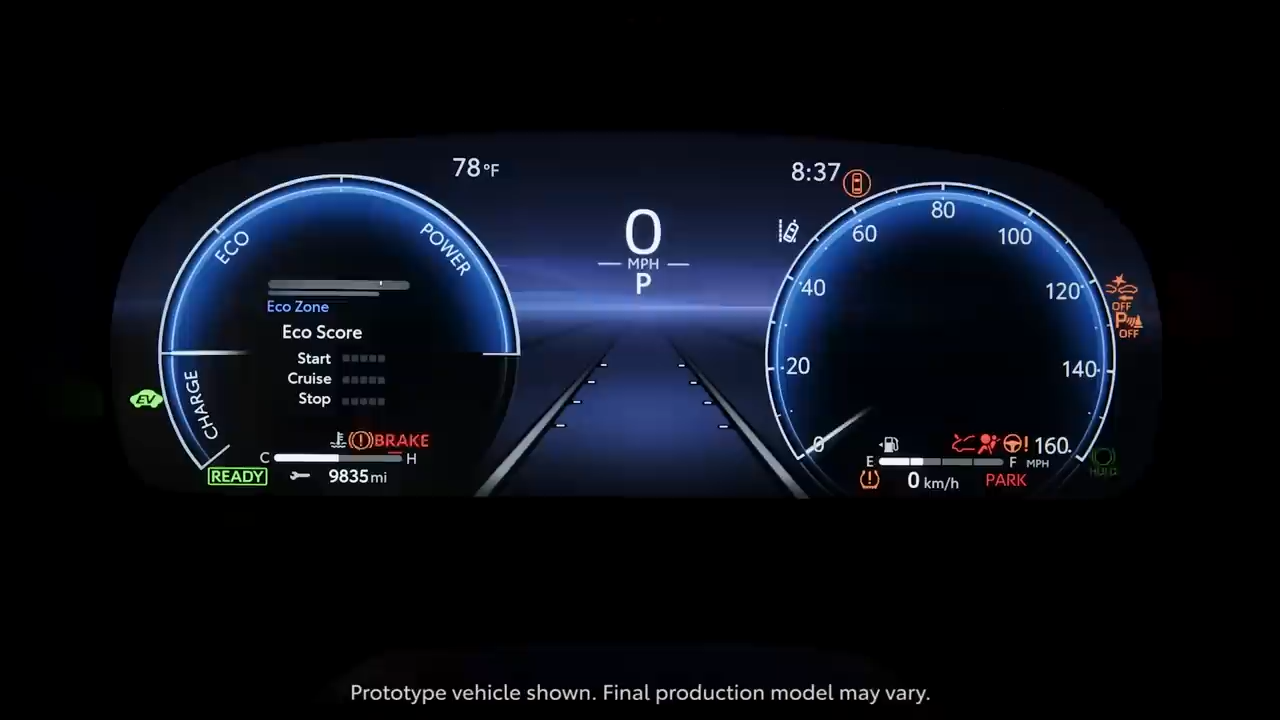 78°F
8:37
0
MPH
P
ECO
POWER
Eco Zone
Eco Score
Start
Cruise
Stop
CHARGE
EV
BRAKE
C
H
READY
9835 mi
0
20
40
60
80
100
120
140
160
MPH
OFF
P
OFF
E
F
0 km/h
PARK
HOLD
Prototype vehicle shown. Final production model may vary.